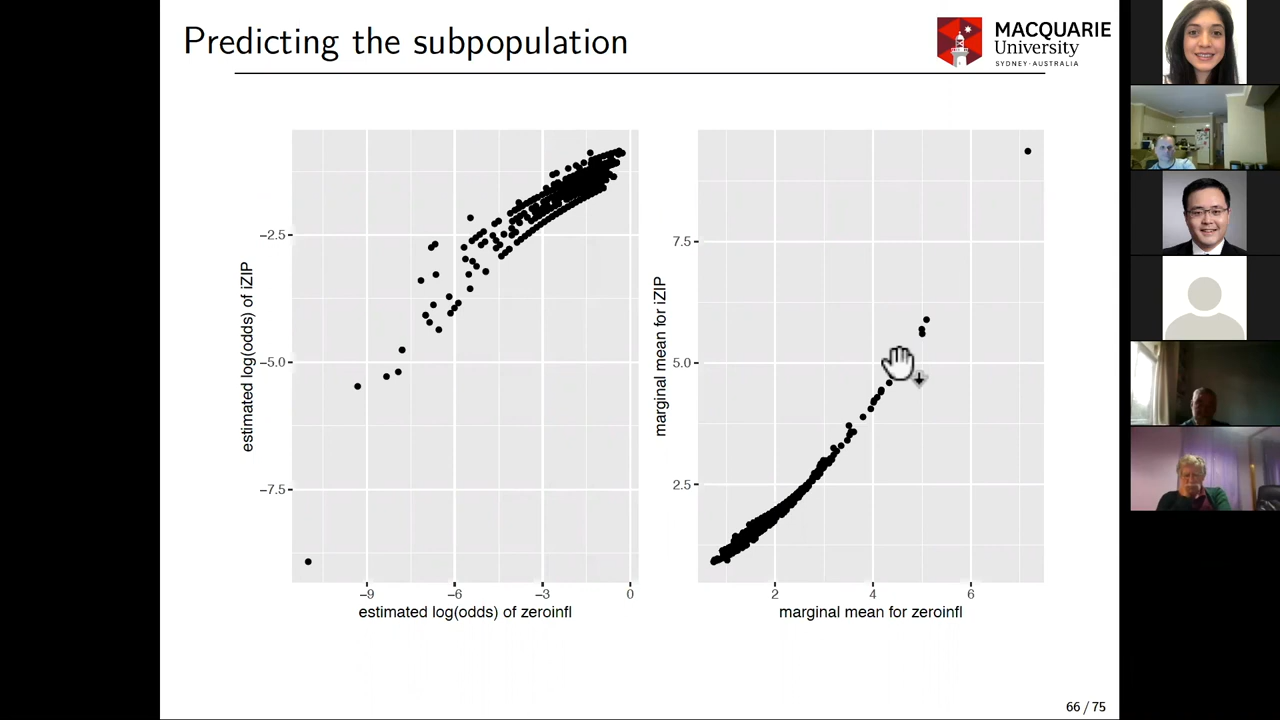 Predicting the subpopulation
MACQUARIE
University
SYDNEY·AUSTRALIA
estimated log(odds) of iZIP
−2.5
−5.0
−7.5
−9
−6
−3
0
estimated log(odds) of zeroinfl
marginal mean for iZIP
7.5
5.0
2.5
2
4
6
marginal mean for zeroinfl
66 / 75